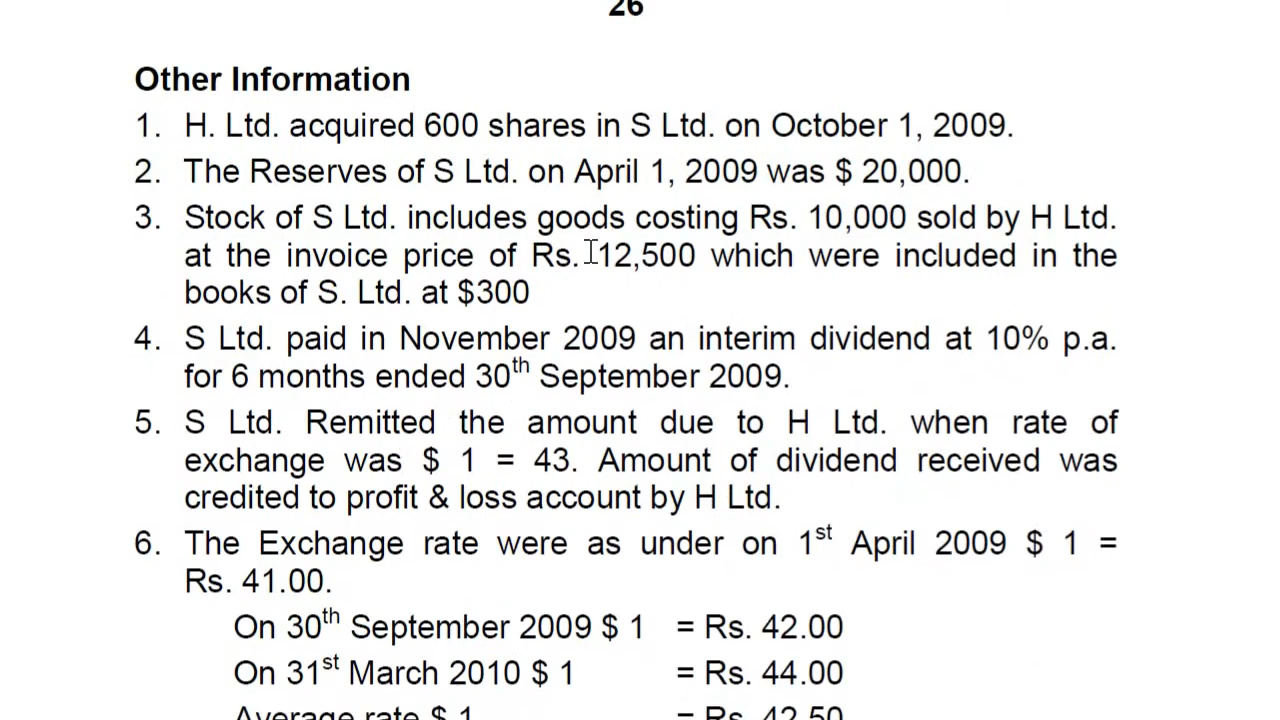 26
Other Information
1. H. Ltd. acquired 600 shares in S Ltd. on October 1, 2009.
2. The Reserves of S Ltd. on April 1, 2009 was $ 20,000.
3. Stock of S Ltd. includes goods costing Rs. 10,000 sold by H Ltd.
at the invoice price of Rs. 12,500 which were included in the
books of S. Ltd. at $300
4. S Ltd. paid in November 2009 an interim dividend at 10% p.a.
for 6 months ended 30th September 2009.
5. S Ltd. Remitted the amount due to H Ltd. when rate of
exchange was $ 1 = 43. Amount of dividend received was
credited to profit & loss account by H Ltd.
6. The Exchange rate were as under on 1st April 2009 $ 1 =
Rs. 41.00.
On 30th September 2009 $ 1 = Rs. 42.00
On 31st March 2010 $ 1 = Rs. 44.00
Average rate $ 1 = Rs. 42.50